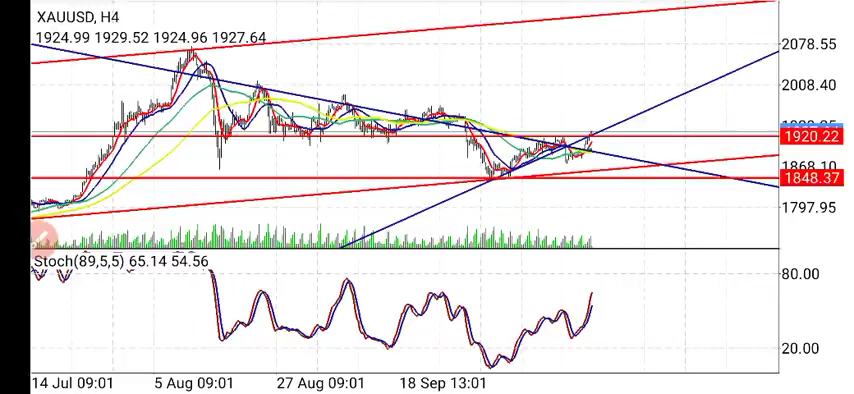 XAUUSD, H4
1924.99 1929.52 1924.96 1927.64
2078.55
2008.40
1920.22
1868.10
1848.37
1797.95
Stoch(89,5,5) 65.14 54.56
80.00
20.00
14 Jul 09:01 5 Aug 09:01 27 Aug 09:01 18 Sep 13:01